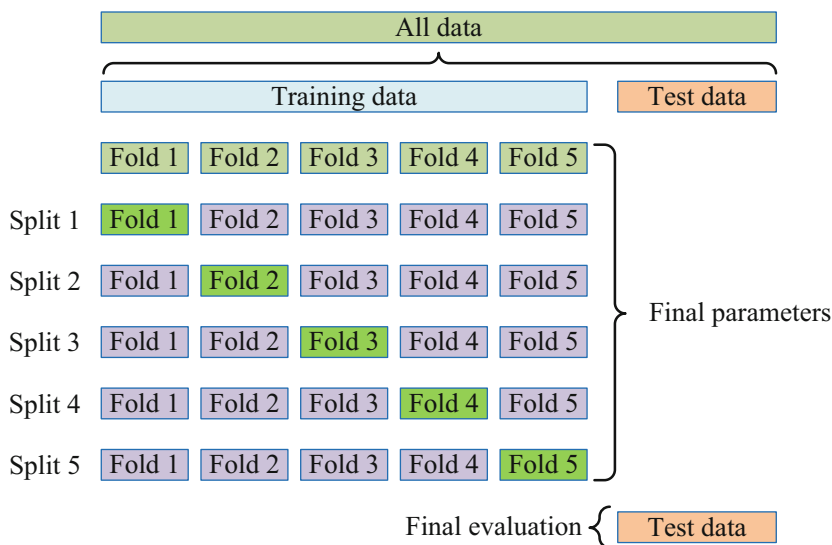 All data
Training data Test data
Fold 1 Fold 2 Fold 3 Fold 4 Fold 5
Split 1 Fold 1 Fold 2 Fold 3 Fold 4 Fold 5
Split 2 Fold 1 Fold 2 Fold 3 Fold 4 Fold 5
Final parameters
Split 3 Fold 1 Fold 2 Fold 3 Fold 4 Fold 5
Split 4 Fold 1 Fold 2 Fold 3 Fold 4 Fold 5
Split 5 Fold 1 Fold 2 Fold 3 Fold 4 Fold 5
Final evaluation Test data